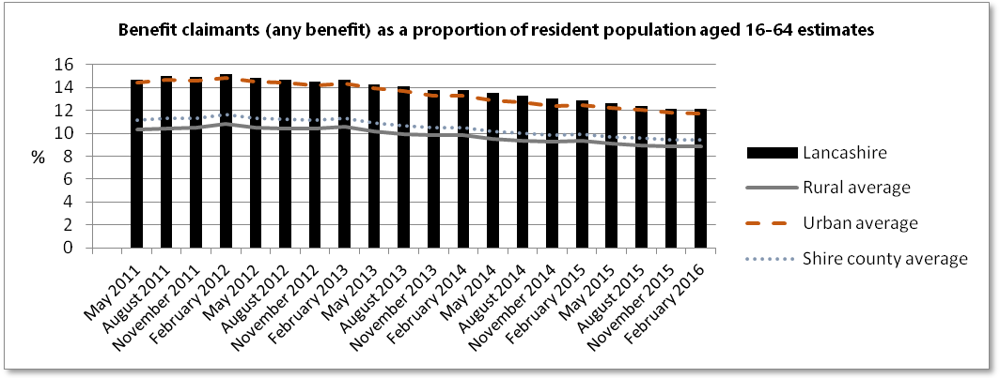 Benefit claimants (any benefit) as a proportion of resident population aged 16-64 estimates
16
14
12
10
8
6
4
2
0
%
May 2011
August 2011
November 2011
February 2012
May 2012
August 2012
November 2012
February 2013
May 2013
August 2013
November 2013
February 2014
May 2014
August 2014
November 2014
February 2015
May 2015
August 2015
November 2015
February 2016
Lancashire
Rural average
Urban average
Shire county average